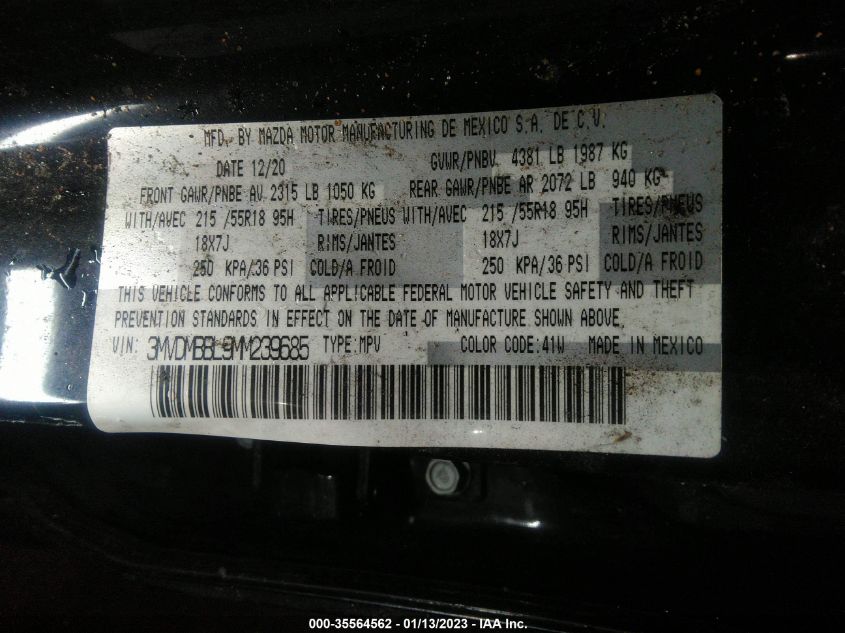 MFD. BY MAZDA MOTOR MANUFACTURING DE MEXICO S.A. DE C.V.
DATE 12/20 GVWR/PNBV 4381 LB 1987 KG
FRONT GAWR/PNBE AV 2315 LB 1050 KG REAR GAWR/PNBE AR 2072 LB 940 KG
WITH/AVEC 215 /55R18 95H TIRES/PNEUS WITH/AVEC 215 /55R18 95H TIRES/PNEUS
18X7J RIMS/JANTES 18X7J RIMS/JANTES
250 KPA/36 PSI COLD/A FROID 250 KPA/36 PSI COLD/A FROID
THIS VEHICLE CONFORMS TO ALL APPLICABLE FEDERAL MOTOR VEHICLE SAFETY AND THEFT
PREVENTION STANDARDS IN EFFECT ON THE DATE OF MANUFACTURE SHOWN ABOVE.
VIN: 3MVDMBBL9MM239685 TYPE:MPV COLOR CODE:41W MADE IN MEXICO
000-35564562 - 01/13/2023 - IAA Inc.